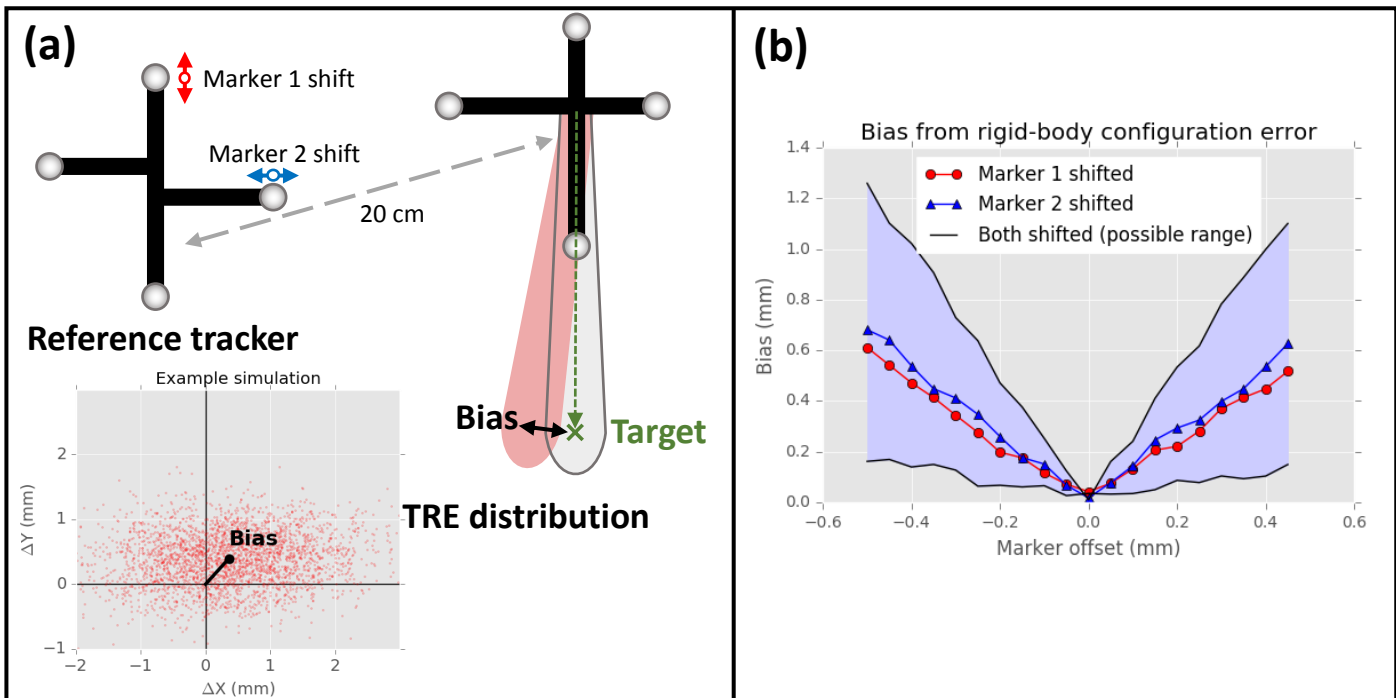 (a)
Marker 1 shift
Marker 2 shift
20 cm
Reference tracker
Bias
Target
TRE distribution
Example simulation
ΔY (mm)
2
1
0
−1
Bias
−2
−1
0
1
2
ΔX (mm)
(b)
Bias from rigid-body configuration error
Bias (mm)
1.4
1.2
1.0
0.8
0.6
0.4
0.2
0.0
Marker 1 shifted
Marker 2 shifted
Both shifted (possible range)
−0.6
−0.4
−0.2
0.0
0.2
0.4
0.6
Marker offset (mm)